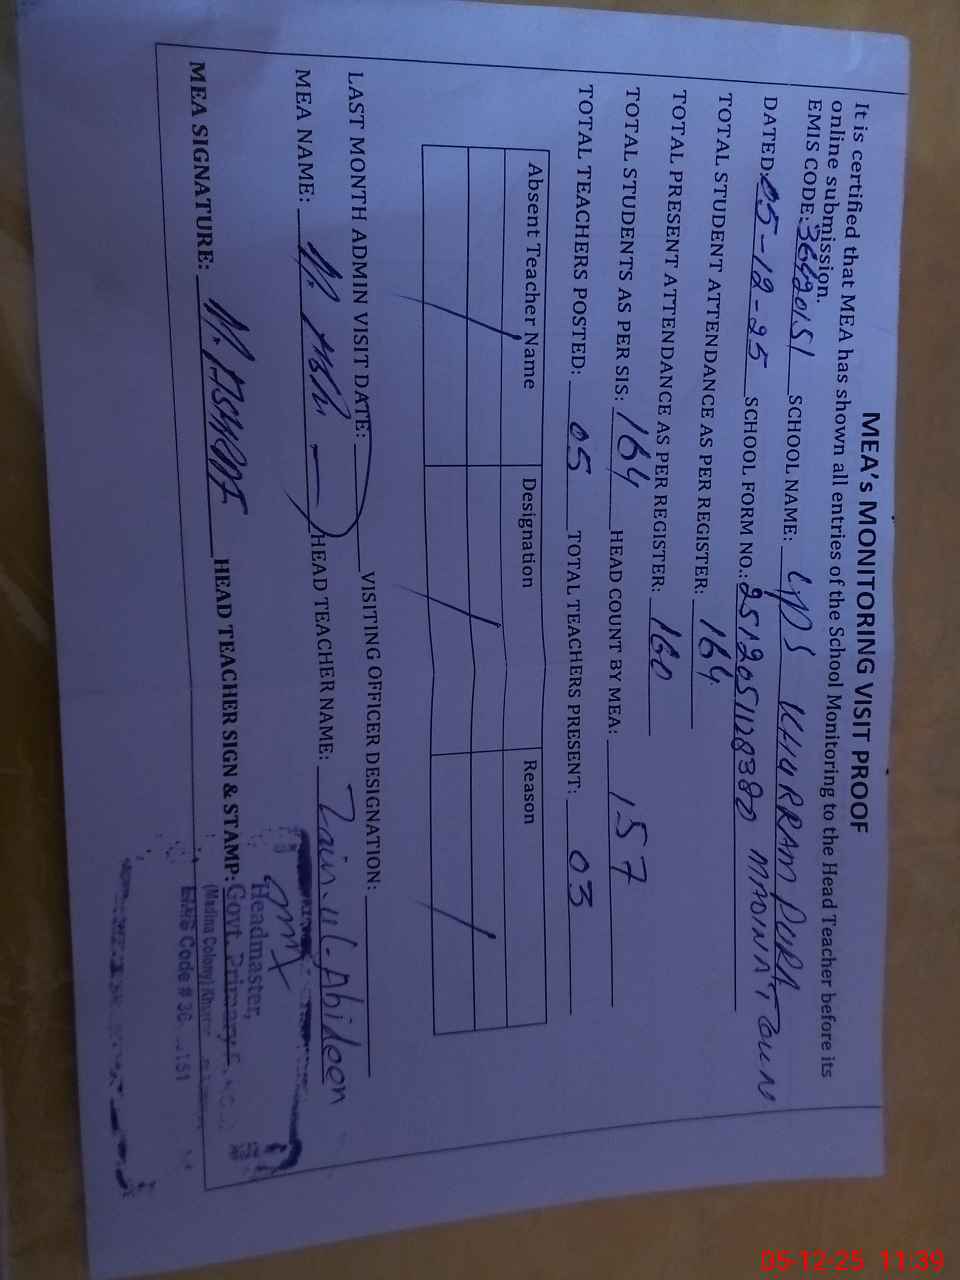 MEA's MONITORING VISIT PROOF
It is certified that MEA has shown all entries of the School Monitoring to the Head Teacher before its
online submission.
EMIS CODE: 36420151 SCHOOL NAME: GPS KHURRAM PURA
DATED: 05-12-25 SCHOOL FORM NO.: 2512051128380
TOTAL STUDENT ATTENDANCE AS PER REGISTER: 164
TOTAL PRESENT ATTENDANCE AS PER REGISTER: 160
TOTAL STUDENTS AS PER SIS: 164 HEAD COUNT BY MEA: 157
TOTAL TEACHERS POSTED: 05 TOTAL TEACHERS PRESENT: 03
Absent Teacher Name Designation Reason
LAST MONTH ADMIN VISIT DATE: VISITING OFFICER DESIGNATION:
MEA NAME: HEAD TEACHER NAME: Zain-ul-Abideen
MEA SIGNATURE: HEAD TEACHER SIGN & STAMP:
Headmaster,
Govt. Primary
(Madina Colony)
EMIS Code # 36 151
05-12-25 11:39